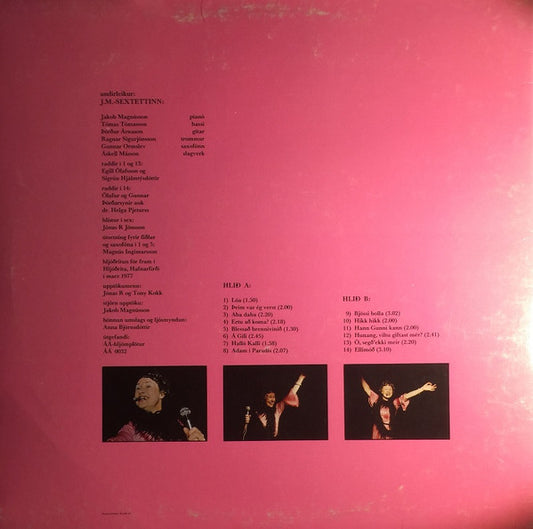 undirleikur:
J.M.-SEXTETTINN:
Jakob Magnússon píanó
Tómas Tómasson bassi
Þórður Árnason gítar
Ragnar Sigurjónsson trommur
Gunnar Ormslev saxófónn
Áskell Másson slagverk
raddir í 1 og 12:
Egill Ólafsson og
Sigrún Hjálmtýsdóttir
raddir í 14:
Ólafur og Gunnar
Þórðarsynir auk
dr. Helga Pjeturss
blístur í sex:
Jónas R Jónsson
útsetning fyrir fiðlur
og saxófóna í 1 og 5:
Magnús Ingimarsson
hljóðritun fór fram í
Hljóðrita, Hafnarfirði
í mars 1977
upptökumenn:
Jónas R og Tony Kook
stjórn upptöku:
Jakob Magnússon
hönnun umslags og ljósmyndun:
Anna Björnsdóttir
útgefandi:
ÁÁ-hljómplötur
ÁÁ 0032
HLIÐ A:
1) Lóa (1.50)
2) Þeim var ég verst (2.00)
3) Aba daba (2.20)
4) Ertu að koma? (2.18)
5) Blessað brennivínið (1.30)
6) Á Gili (2.45)
7) Halló Kalli (1:58)
8) Adam í Paradís (2.07)
HLIÐ B:
9) Bjössi bolla (3.02)
10) Hikk hikk (2.00)
11) Hann Gunni kann (2.00)
12) Hunang, viltu giftast mér? (2.41)
13) Ó, segð'ekki meir (2.20)
14) Ellimóð (3.10)